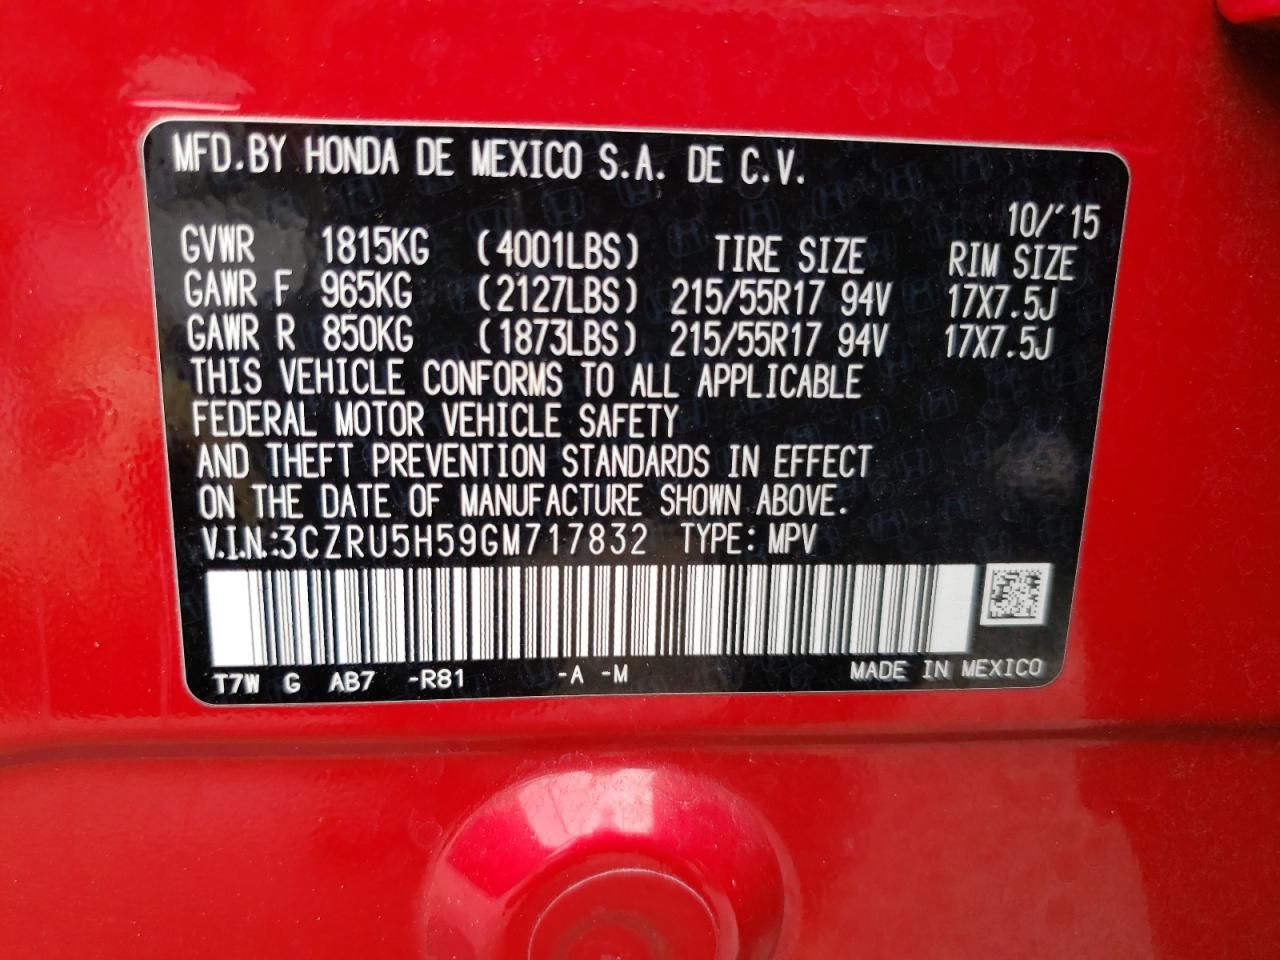 MFD.BY HONDA DE MEXICO S.A. DE C.V.
10/'15
GVWR 1815KG (4001LBS) TIRE SIZE RIM SIZE
GAWR F 965KG (2127LBS) 215/55R17 94V 17X7.5J
GAWR R 850KG (1873LBS) 215/55R17 94V 17X7.5J
THIS VEHICLE CONFORMS TO ALL APPLICABLE
FEDERAL MOTOR VEHICLE SAFETY
AND THEFT PREVENTION STANDARDS IN EFFECT
ON THE DATE OF MANUFACTURE SHOWN ABOVE.
V.I.N.:3CZRU5H59GM717832 TYPE: MPV
T7W G AB7 -R81 -A -M MADE IN MEXICO